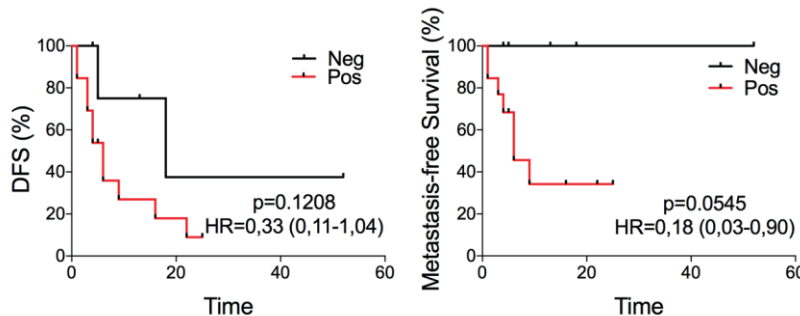 DFS (%)
100
80
60
40
20
0
0
20
40
60
Time
Neg
Pos
p=0.1208
HR=0,33 (0,11-1,04)
Metastasis-free Survival (%)
100
80
60
40
20
0
0
20
40
60
Time
Neg
Pos
p=0.0545
HR=0,18 (0,03-0,90)